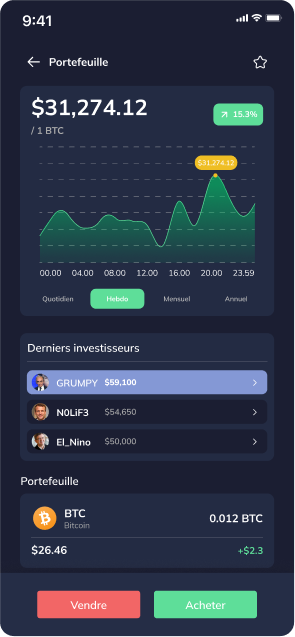 9:41
Portefeuille
$31,274.12
15.3%
/ 1 BTC
$31,274.12
00.00 04.00 08.00 12.00 16.00 20.00 23.59
Quotidien Hebdo Mensuel Annuel
Derniers investisseurs
GRUMPY $59,100
N0LiF3 $54,650
El_Nino $50,000
Portefeuille
BTC
Bitcoin
0.012 BTC
$26.46 +$2.3
Vendre Acheter